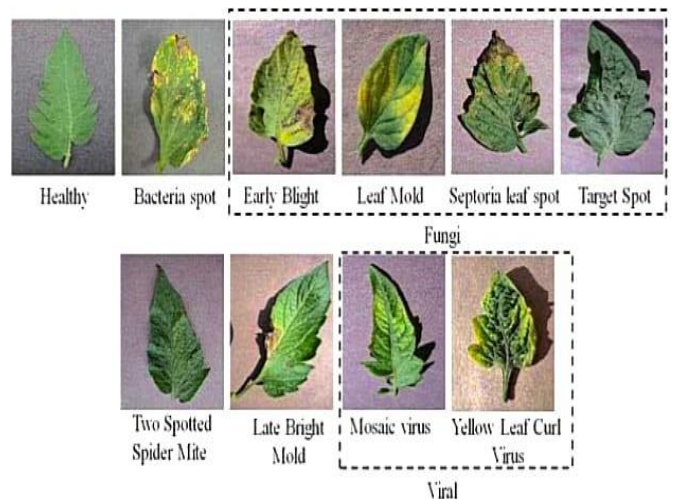 Healthy
Bacteria spot
Early Blight
Leaf Mold
Septoria leaf spot
Target Spot
Fungi
Two Spotted
Spider Mite
Late Bright
Mold
Mosaic virus
Yellow Leaf Curl
Virus
Viral